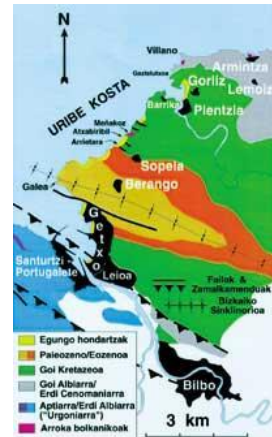 N
Villano
Armintza
Gaztelutxoa
Gorliz
Lemoiz
URIBE KOSTA
Barrika
Plentzia
Meñakoz
Atxabiribil
Arrietara
Sopela
Berango
Galea
Getxo
Santurtzi
Portugalete
Leioa
Failak &
Zamalkamenduak
Bizkaiko
Sinklinorioa
Egungo hondartzak
Paleozeno/Eozenoa
Goi Kretazeoa
Goi Albiarra/
Erdi Cenomaniarra
Aptiarra/Erdi Albiarra
("Urgoniarra")
Arroka bolkanikoak
Bilbo
3 km